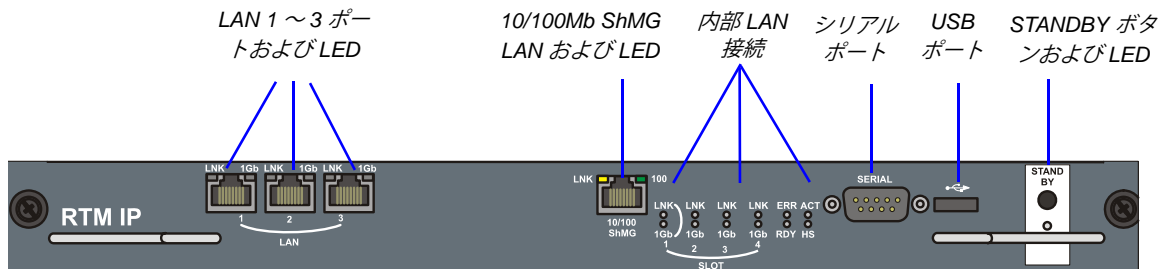 LAN 1 ～ 3 ポー
トおよび LED
10/100Mb ShMG
LAN および LED
内部 LAN
接続
シリアル
ポート
USB
ポート
STANDBY ボタ
ンおよび LED
LNK 1Gb LNK 1Gb LNK 1Gb
1 2 3
LAN
RTM IP
LNK 100
10/100
ShMG
LNK LNK LNK LNK ERR ACT
1Gb 1Gb 1Gb 1Gb RDY HS
1 2 3 4
SLOT
SERIAL
STAND
BY